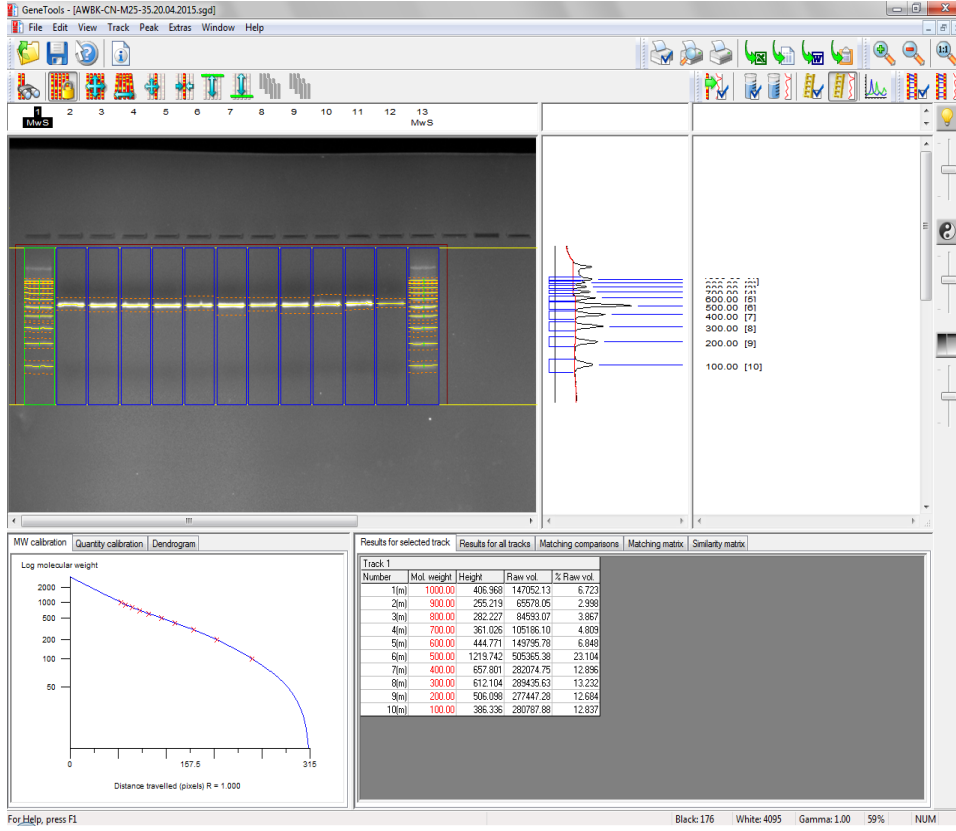 GeneTools - [AWBK-CN-M25-35.20.04.2015.sgd]
File Edit View Track Peak Extras Window Help
1 2 3 4 5 6 7 8 9 10 11 12 13
MwS MwS
600.00 [5]
500.00 [6]
400.00 [7]
300.00 [8]
200.00 [9]
100.00 [10]
MW calibration Quantity calibration Dendrogram
Log molecular weight
2000
1000
500
200
100
50
0 157.5 315
Distance travelled (pixels) R = 1.000
Results for selected track Results for all tracks Matching comparisons Matching matrix Similarity matrix
Track 1
Number Mol. weight Height Raw vol. % Raw vol.
1(m) 1000.00 406.968 147052.13 6.723
2(m) 900.00 255.219 65578.05 2.998
3(m) 800.00 282.227 84593.07 3.867
4(m) 700.00 361.026 105186.10 4.809
5(m) 600.00 444.771 149795.78 6.848
6(m) 500.00 1219.742 505365.38 23.104
7(m) 400.00 657.801 282074.75 12.896
8(m) 300.00 612.104 289435.63 13.232
9(m) 200.00 506.098 277447.28 12.684
10(m) 100.00 386.336 280787.88 12.837
For Help, press F1
Black: 176 White: 4095 Gamma: 1.00 59% NUM